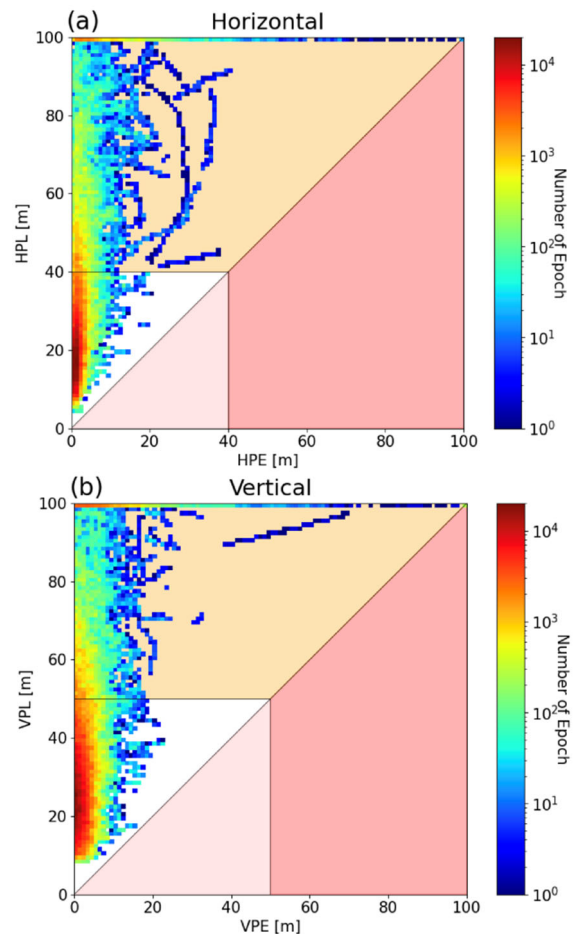 (a)
Horizontal
100
80
60
40
20
0
HPL [m]
0 20 40 60 80 100
HPE [m]
10⁴
10³
10²
10¹
10⁰
Number of Epoch
(b)
Vertical
100
80
60
40
20
0
VPL [m]
0 20 40 60 80 100
VPE [m]
10⁴
10³
10²
10¹
10⁰
Number of Epoch